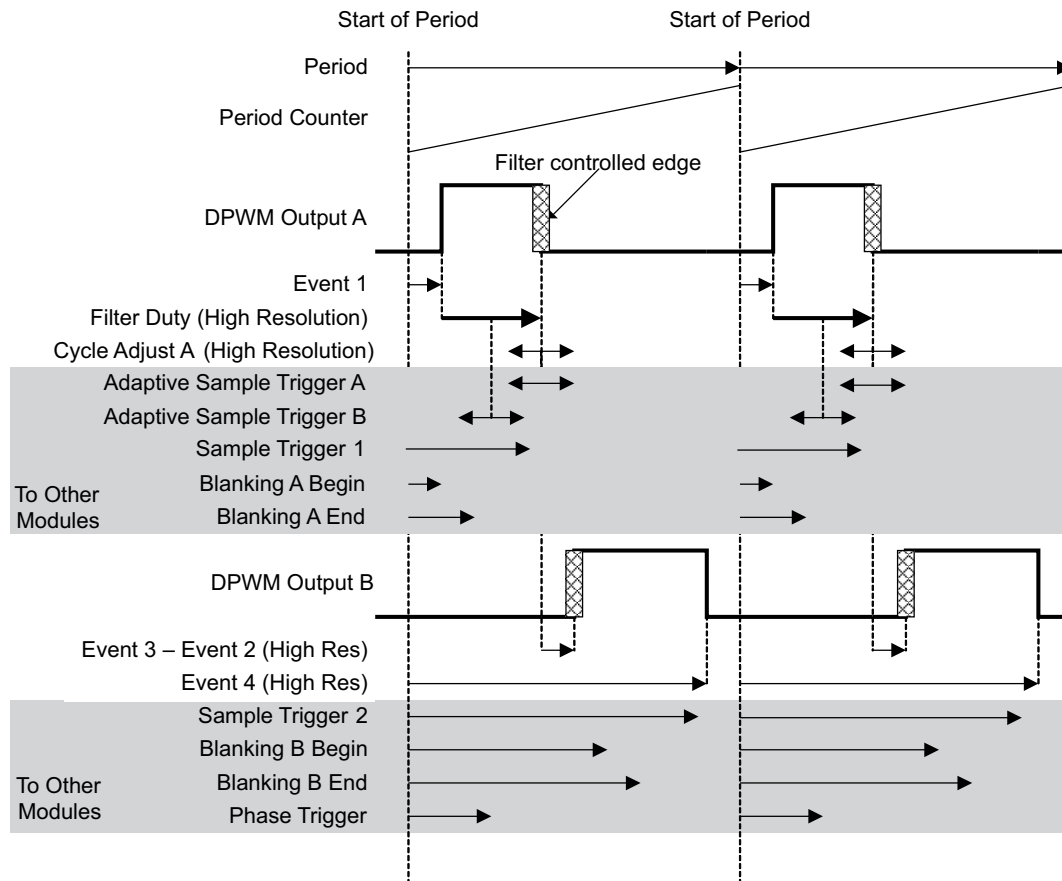 Start of Period
Start of Period
Period
Period Counter
Filter controlled edge
DPWM Output A
Event 1
Filter Duty (High Resolution)
Cycle Adjust A (High Resolution)
Adaptive Sample Trigger A
Adaptive Sample Trigger B
Sample Trigger 1
Blanking A Begin
To Other
Modules
Blanking A End
DPWM Output B
Event 3 – Event 2 (High Res)
Event 4 (High Res)
Sample Trigger 2
Blanking B Begin
Blanking B End
To Other
Modules
Phase Trigger